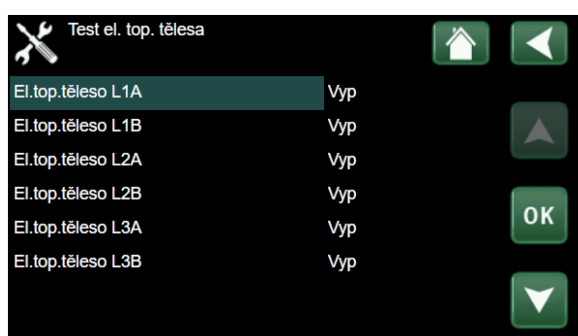 Test el. top. tělesa
El.top.těleso L1A Vyp
El.top.těleso L1B Vyp
El.top.těleso L2A Vyp
El.top.těleso L2B Vyp
El.top.těleso L3A Vyp
El.top.těleso L3B Vyp
OK